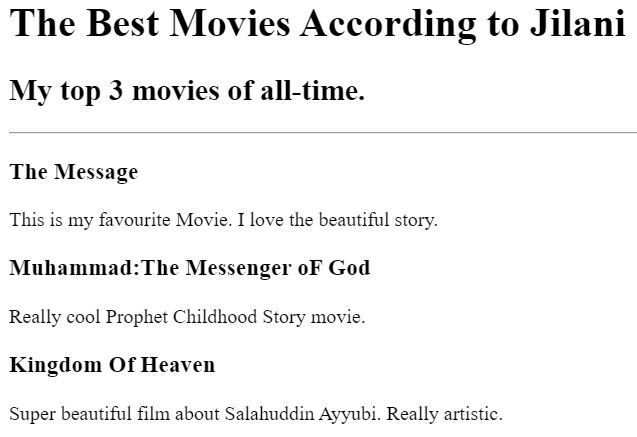 The Best Movies According to Jilani
My top 3 movies of all-time.
The Message
This is my favourite Movie. I love the beautiful story.
Muhammad:The Messenger oF God
Really cool Prophet Childhood Story movie.
Kingdom Of Heaven
Super beautiful film about Salahuddin Ayyubi. Really artistic.